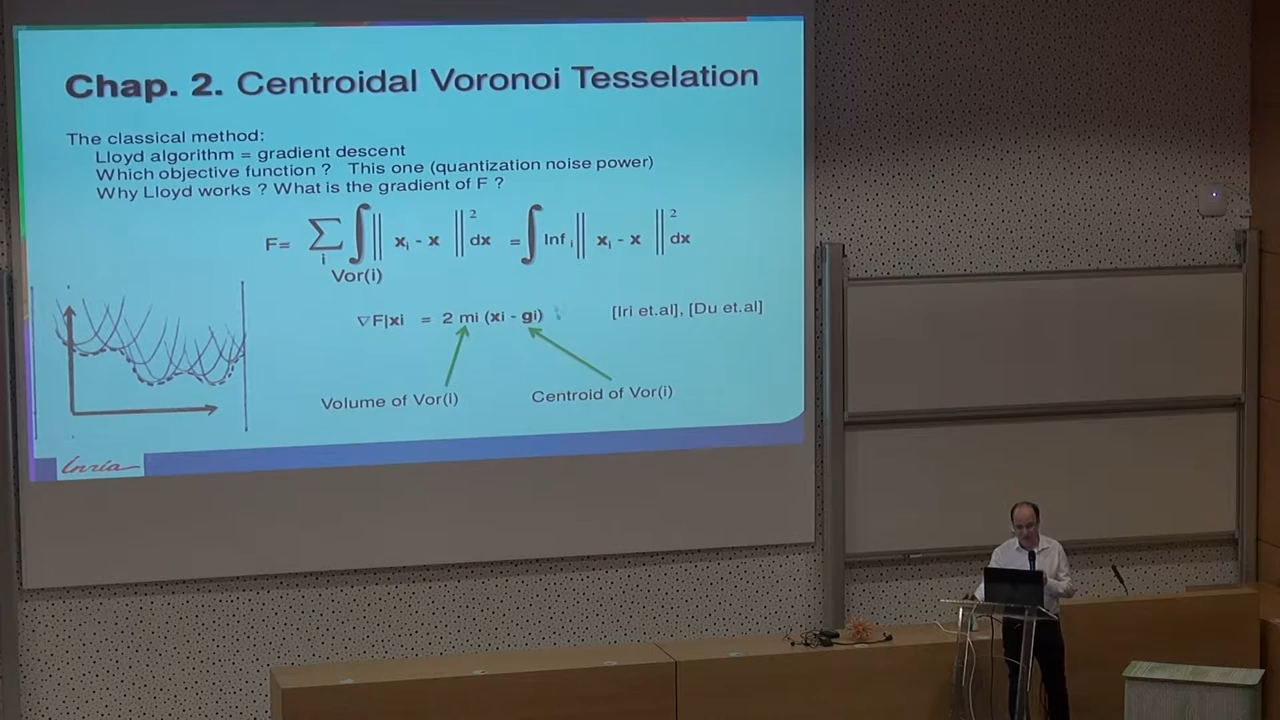 Chap. 2. Centroidal Voronoi Tesselation
The classical method:
Lloyd algorithm = gradient descent
Which objective function ? This one (quantization noise power)
Why Lloyd works ? What is the gradient of F ?
F= ∑ ∫ ‖ xi - x ‖² dx = ∫ Inf i ‖ xi - x ‖² dx
i Vor(i)
∇F|xi = 2 mi (xi - gi) [Iri et.al], [Du et.al]
Volume of Vor(i) Centroid of Vor(i)
Inria